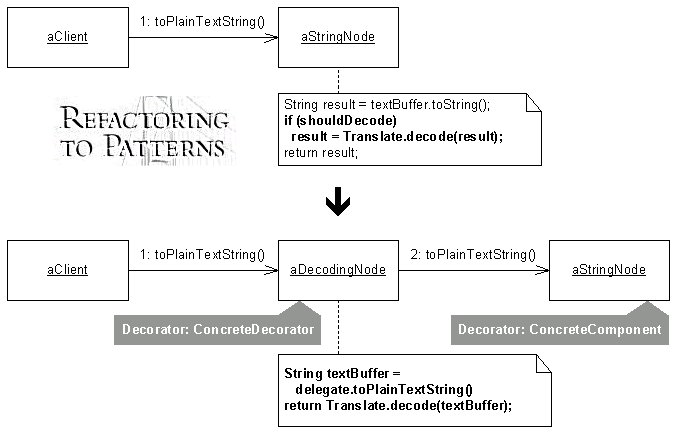 1: toPlainTextString()
aClient
aStringNode
String result = textBuffer.toString();
if (shouldDecode)
result = Translate.decode(result);
return result;
REFACTORING
TO PATTERNS
1: toPlainTextString()
2: toPlainTextString()
aClient
aDecodingNode
aStringNode
Decorator: ConcreteDecorator
Decorator: ConcreteComponent
String textBuffer =
delegate.toPlainTextString()
return Translate.decode(textBuffer);